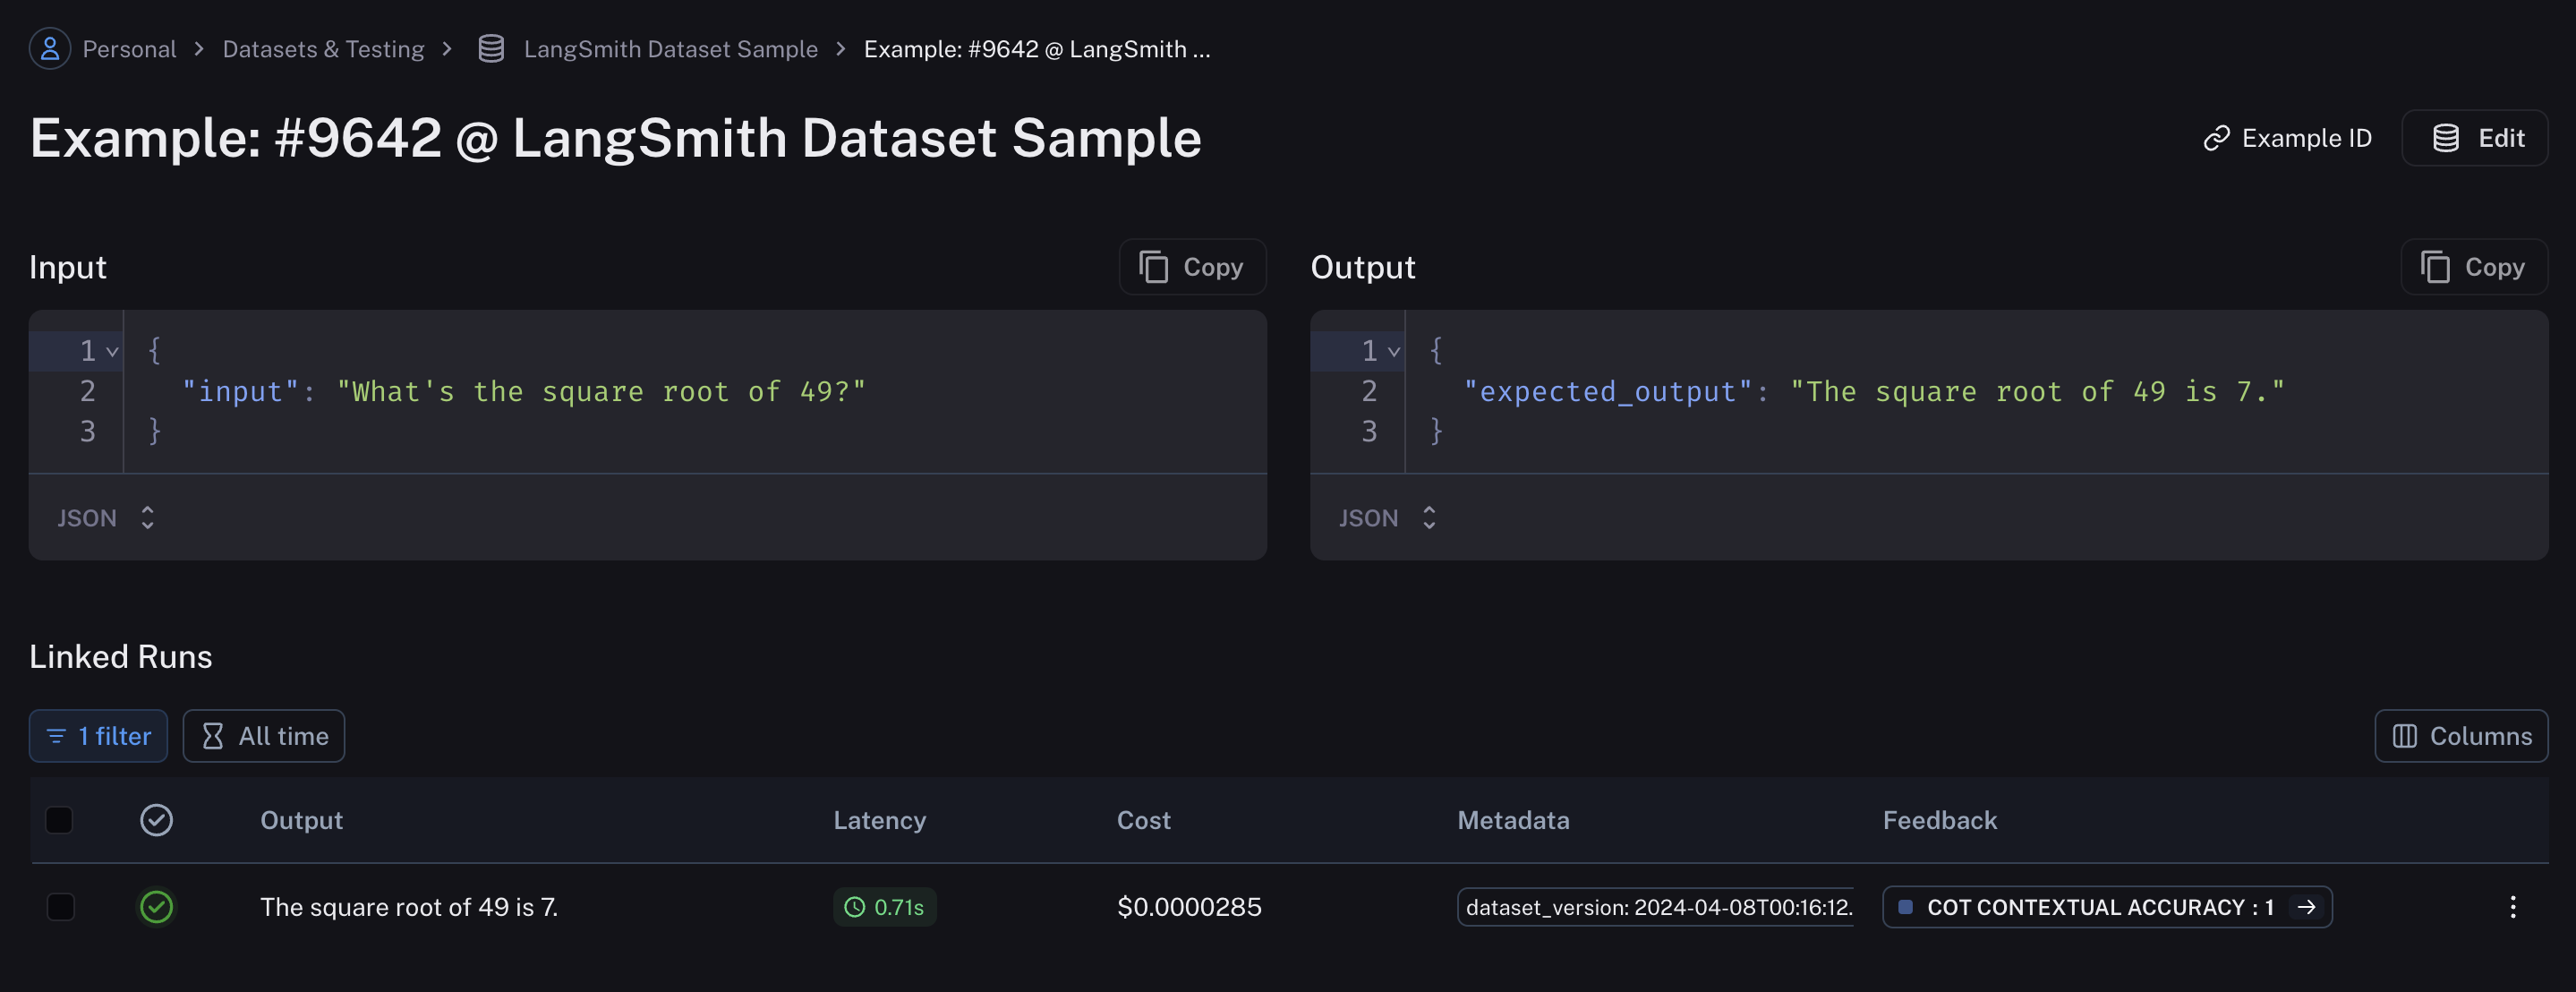 Personal > Datasets & Testing > LangSmith Dataset Sample > Example: #9642 @ LangSmith ...
Example: #9642 @ LangSmith Dataset Sample
Example ID
Edit
Input
Copy
1 {
2 "input": "What's the square root of 49?"
3 }
JSON
Output
Copy
1 {
2 "expected_output": "The square root of 49 is 7."
3 }
JSON
Linked Runs
1 filter
All time
Columns
Output Latency Cost Metadata Feedback
The square root of 49 is 7. 0.71s $0.0000285 dataset_version: 2024-04-08T00:16:12. COT CONTEXTUAL ACCURACY : 1 →